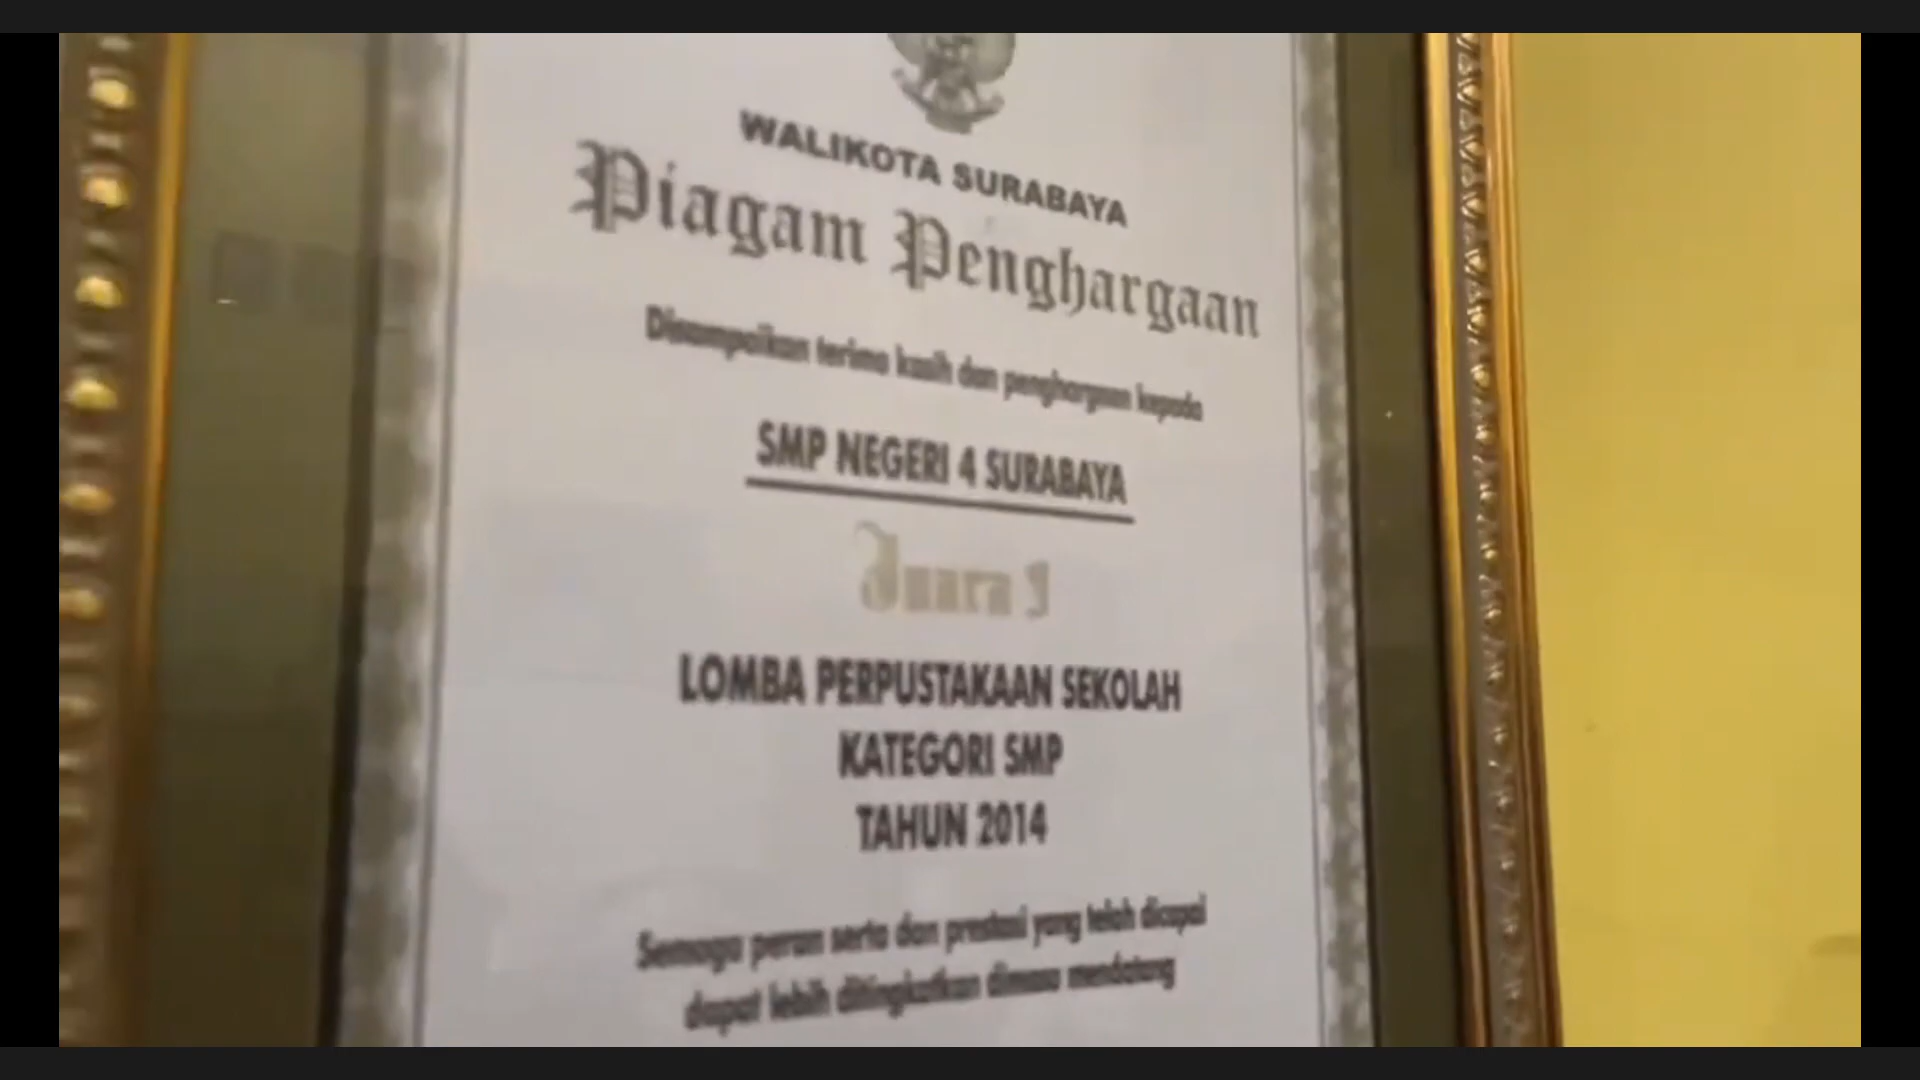 WALIKOTA SURABAYA
Piagam Penghargaan
Disampaikan terima kasih dan penghargaan kepada
SMP NEGERI 4 SURABAYA
Juara
LOMBA PERPUSTAKAAN SEKOLAH
KATEGORI SMP
TAHUN 2014
Semoga peran serta dan prestasi yang telah dicapai
dapat lebih ditingkatkan dimasa mendatang